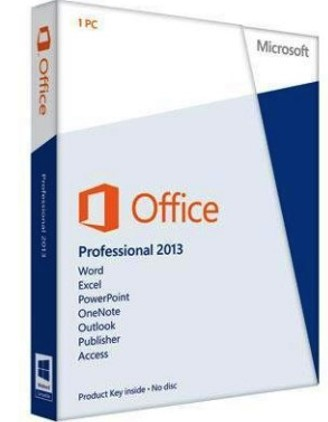 1 PC
Microsoft
Office
Office
Professional 2013
Professional 2013
Word
Excel
PowerPoint
OneNote
Outlook
Publisher
Access
Product Key inside • No disc